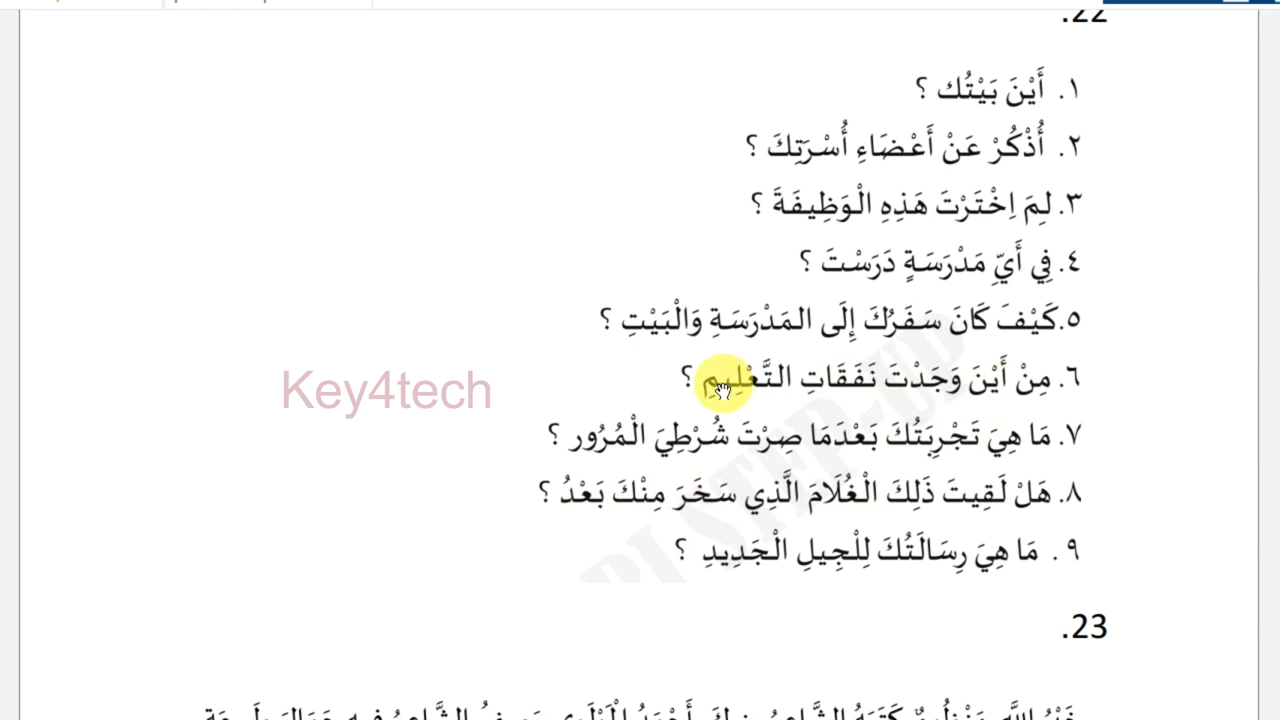 .22
١. أَيْنَ بَيْتُك ؟
٢. أُذْكُرْ عَنْ أَعْضَاءِ أُسْرَتِكَ ؟
٣. لِمَ اِخْتَرْتَ هَذِهِ الْوَظِيفَةَ ؟
٤. فِي أَيِّ مَدْرَسَةٍ دَرَسْتَ ؟
٥.كَيْفَ كَانَ سَفَرُكَ إِلَى المَدْرَسَةِ وَالْبَيْتِ ؟
٦. مِنْ أَيْنَ وَجَدْتَ نَفَقَاتِ التَّعْلِيمِ ؟
Key4tech
٧. مَا هِيَ تَجْرِبَتُكَ بَعْدَمَا صِرْتَ شُرْطِيَ الْمُرُور ؟
٨. هَلْ لَقِيتَ ذَلِكَ الْغُلَامَ الَّذِي سَخَرَ مِنْكَ بَعْدُ ؟
٩. مَا هِيَ رِسَالَتُكَ لِلْجِيلِ الْجَدِيدِ ؟
.23